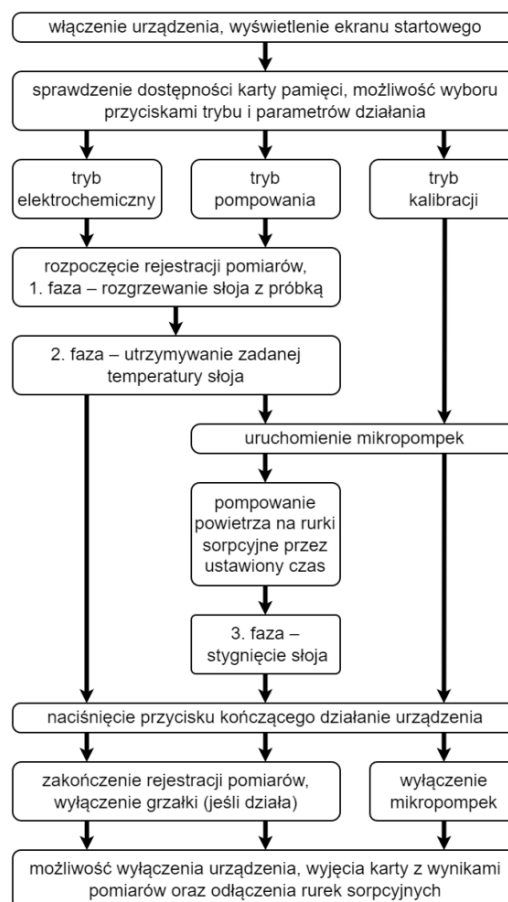 włączenie urządzenia, wyświetlenie ekranu startowego
sprawdzenie dostępności karty pamięci, możliwość wyboru
przyciskami trybu i parametrów działania
tryb
elektrochemiczny
tryb
pompowania
tryb
kalibracji
rozpoczęcie rejestracji pomiarów,
1. faza – rozgrzewanie słoja z próbką
2. faza – utrzymywanie zadanej
temperatury słoja
uruchomienie mikropompek
pompowanie
powietrza na rurki
sorpcyjne przez
ustawiony czas
3. faza –
stygnięcie słoja
naciśnięcie przycisku kończącego działanie urządzenia
zakończenie rejestracji pomiarów,
wyłączenie grzałki (jeśli działa)
wyłączenie
mikropompek
możliwość wyłączenia urządzenia, wyjęcia karty z wynikami
pomiarów oraz odłączenia rurek sorpcyjnych